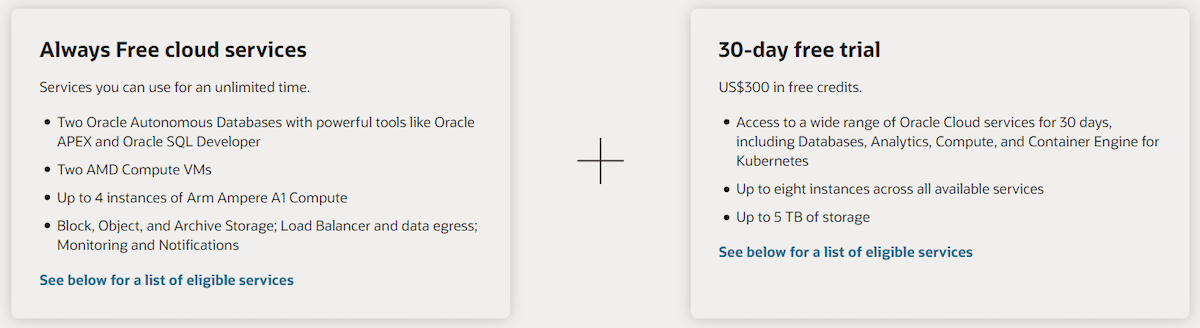 Always Free cloud services
Services you can use for an unlimited time.
• Two Oracle Autonomous Databases with powerful tools like Oracle
APEX and Oracle SQL Developer
• Two AMD Compute VMs
• Up to 4 instances of Arm Ampere A1 Compute
• Block, Object, and Archive Storage; Load Balancer and data egress;
Monitoring and Notifications
See below for a list of eligible services
30-day free trial
US$300 in free credits.
• Access to a wide range of Oracle Cloud services for 30 days,
including Databases, Analytics, Compute, and Container Engine for
Kubernetes
• Up to eight instances across all available services
• Up to 5 TB of storage
See below for a list of eligible services